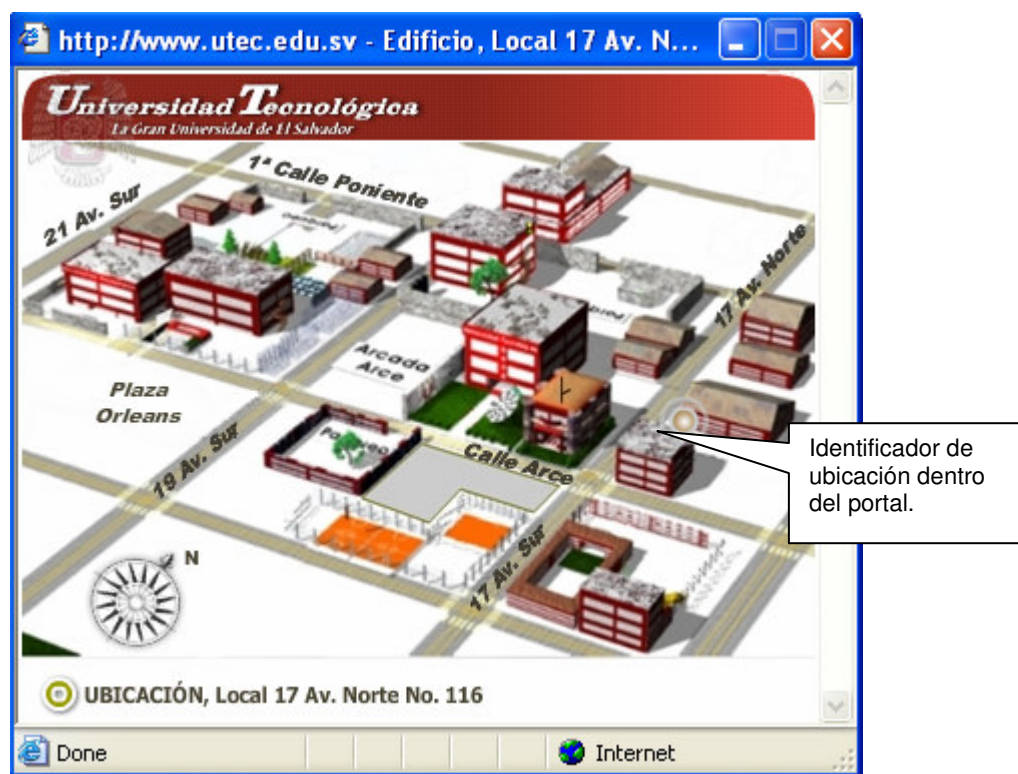 http://www.utec.edu.sv - Edificio, Local 17 Av. N...
Universidad Tecnológica
La Gran Universidad de El Salvador
1ª Calle Poniente
21 Av. Sur
17 Av. Norte
Arcada
Arce
Plaza
Orleans
19 Av. Sur
Calle Arce
17 Av. Sur
N
Identificador de
ubicación dentro
del portal.
UBICACIÓN, Local 17 Av. Norte No. 116
Done
Internet